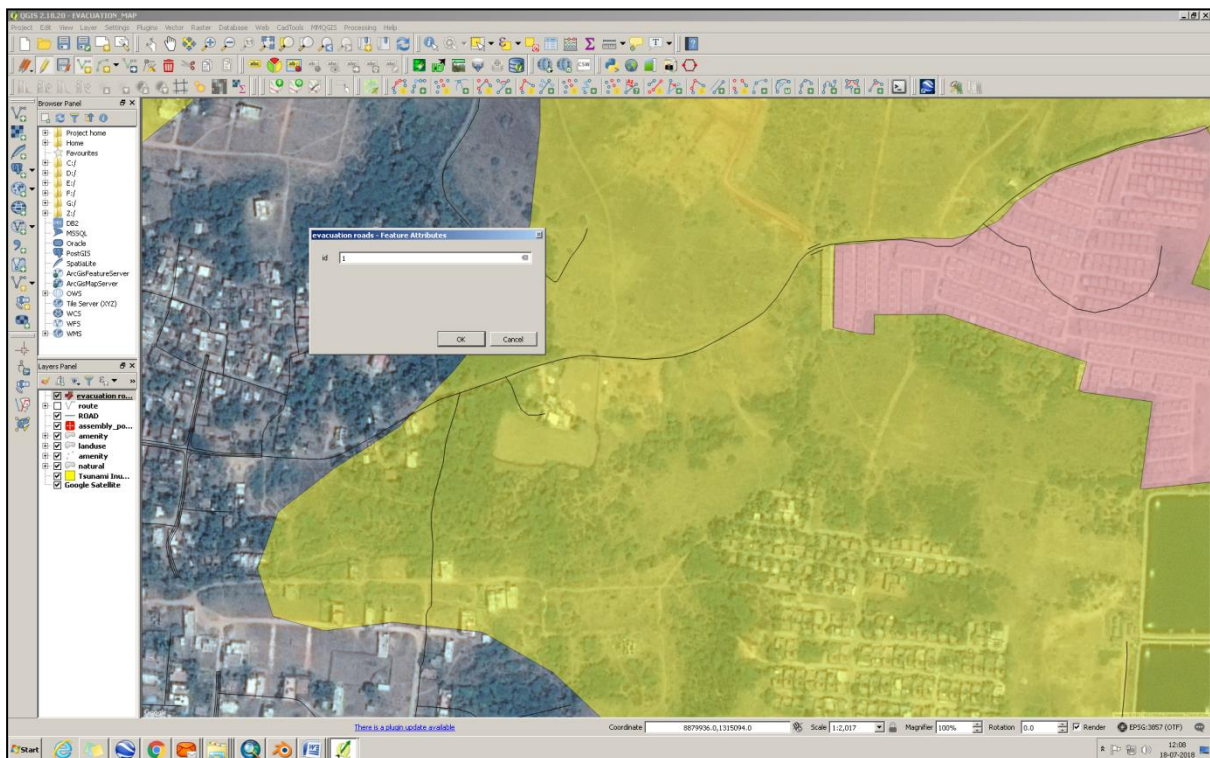 QGIS 2.18.20 - EVACUATION_MAP
Project Edit View Layer Settings Plugins Vector Raster Database Web CadTools MMQGIS Processing Help
Browser Panel
Project home
Home
Favourites
C:/
D:/
E:/
F:/
G:/
Z:/
DB2
MSSQL
Oracle
PostGIS
SpatiaLite
ArcGisFeatureServer
ArcGisMapServer
OWS
Tile Server (XYZ)
WCS
WFS
WMS
Layers Panel
evacuation ro...
route
ROAD
assembly_po...
amenity
landuse
amenity
natural
Tsunami Inu...
Google Satellite
evacuation roads - Feature Attributes
id 1
OK Cancel
Google
There is a plugin update available
Coordinate 8879936.0,1315094.0 Scale 1:2,017 Magnifier 100% Rotation 0.0 Render EPSG:3857 (OTF)
Start
12:08
18-07-2018